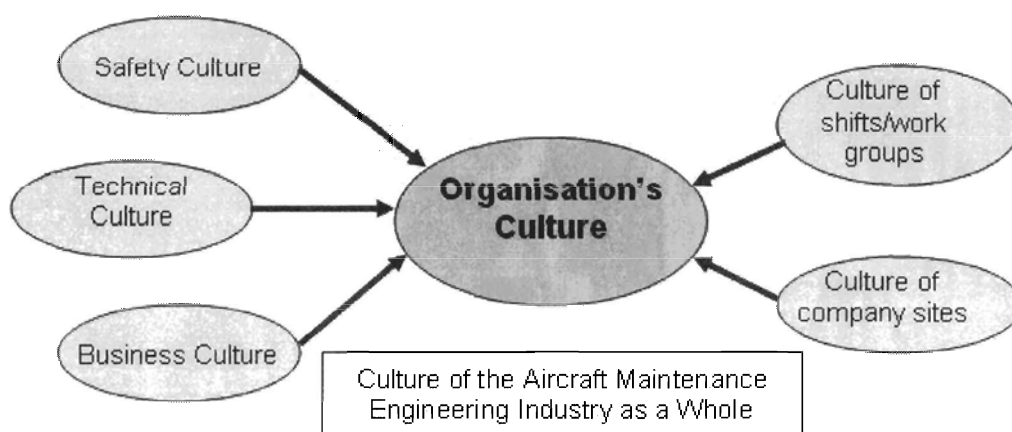 Safety Culture
Technical
Culture
Business Culture
Organisation's
Culture
Culture of
shifts/work
groups
Culture of
company sites
Culture of the Aircraft Maintenance
Engineering Industry as a Whole